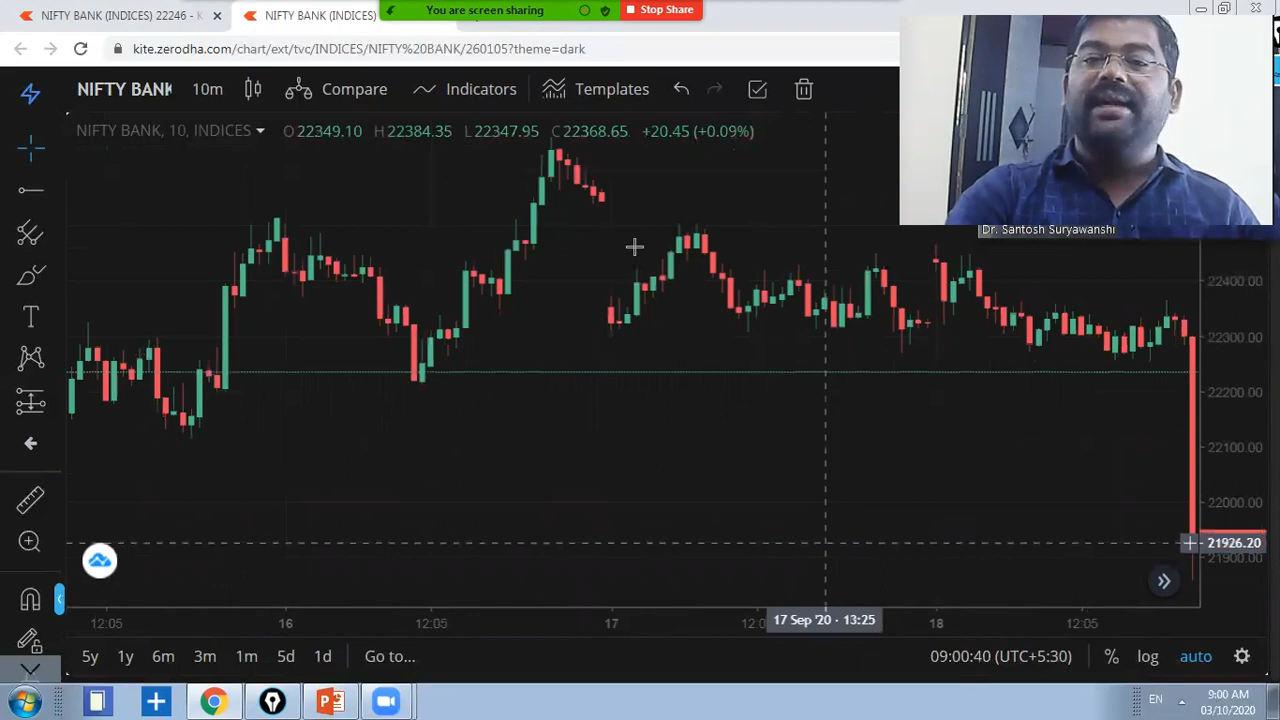 NIFTY BANK (INDICES) 22246 - K
NIFTY BANK (INDICES)
You are screen sharing
Stop Share
kite.zerodha.com/chart/ext/tvc/INDICES/NIFTY%20BANK/260105?theme=dark
NIFTY BANK
10m
Compare
Indicators
Templates
NIFTY BANK, 10, INDICES
O22349.10 H22384.35 L22347.95 C22368.65 +20.45 (+0.09%)
Dr. Santosh Suryawanshi
22400.00
22300.00
22200.00
22100.00
22000.00
21926.20
21900.00
12:05 16 12:05 17 17 Sep '20 · 13:25 18 12:05
5y 1y 6m 3m 1m 5d 1d Go to...
09:00:40 (UTC+5:30) % log auto
EN
9:00 AM
03/10/2020